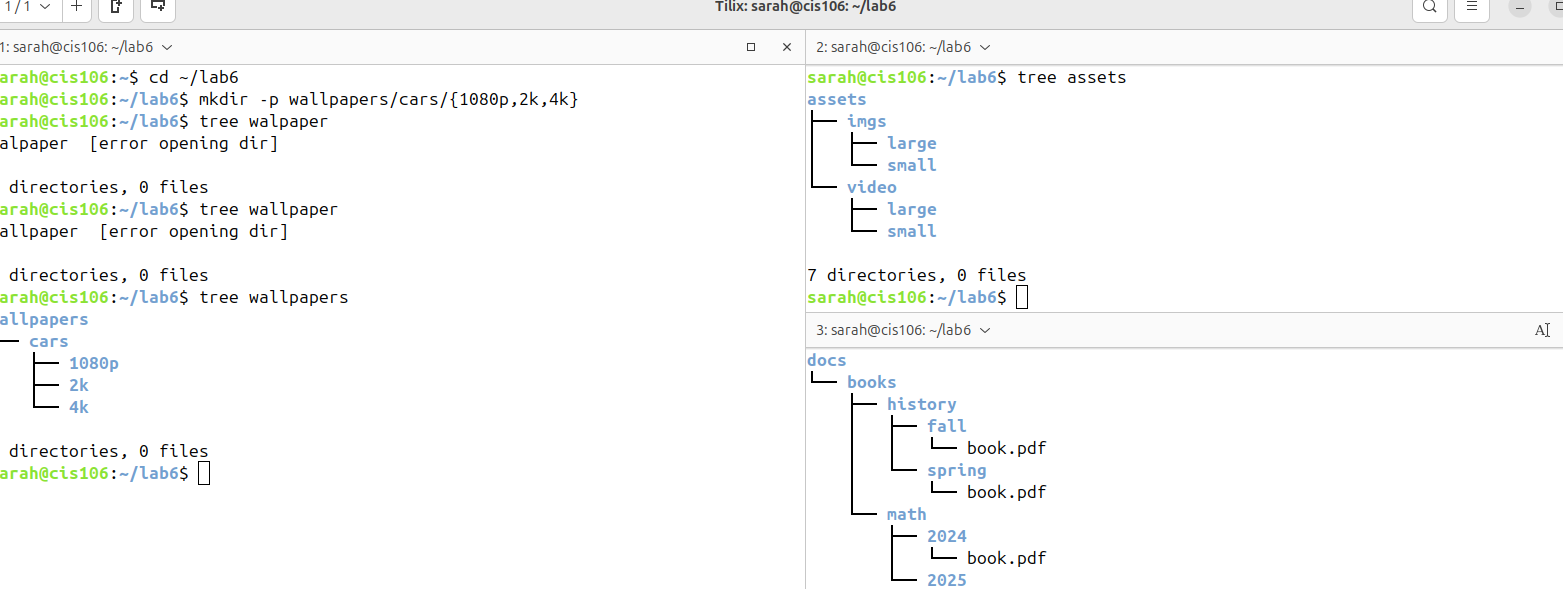 1 / 1
Tilix: sarah@cis106: ~/lab6
1: sarah@cis106: ~/lab6
arah@cis106:~$ cd ~/lab6
arah@cis106:~/lab6$ mkdir -p wallpapers/cars/{1080p,2k,4k}
arah@cis106:~/lab6$ tree walpaper
alpaper  [error opening dir]
directories, 0 files
arah@cis106:~/lab6$ tree wallpaper
allpaper  [error opening dir]
directories, 0 files
arah@cis106:~/lab6$ tree wallpapers
allpapers
── cars
    ├── 1080p
    ├── 2k
    └── 4k
directories, 0 files
arah@cis106:~/lab6$
2: sarah@cis106: ~/lab6
sarah@cis106:~/lab6$ tree assets
assets
├── imgs
│   ├── large
│   └── small
└── video
    ├── large
    └── small
7 directories, 0 files
sarah@cis106:~/lab6$
3: sarah@cis106: ~/lab6
docs
└── books
    ├── history
    │   ├── fall
    │   │   └── book.pdf
    │   └── spring
    │       └── book.pdf
    └── math
        ├── 2024
        │   └── book.pdf
        └── 2025